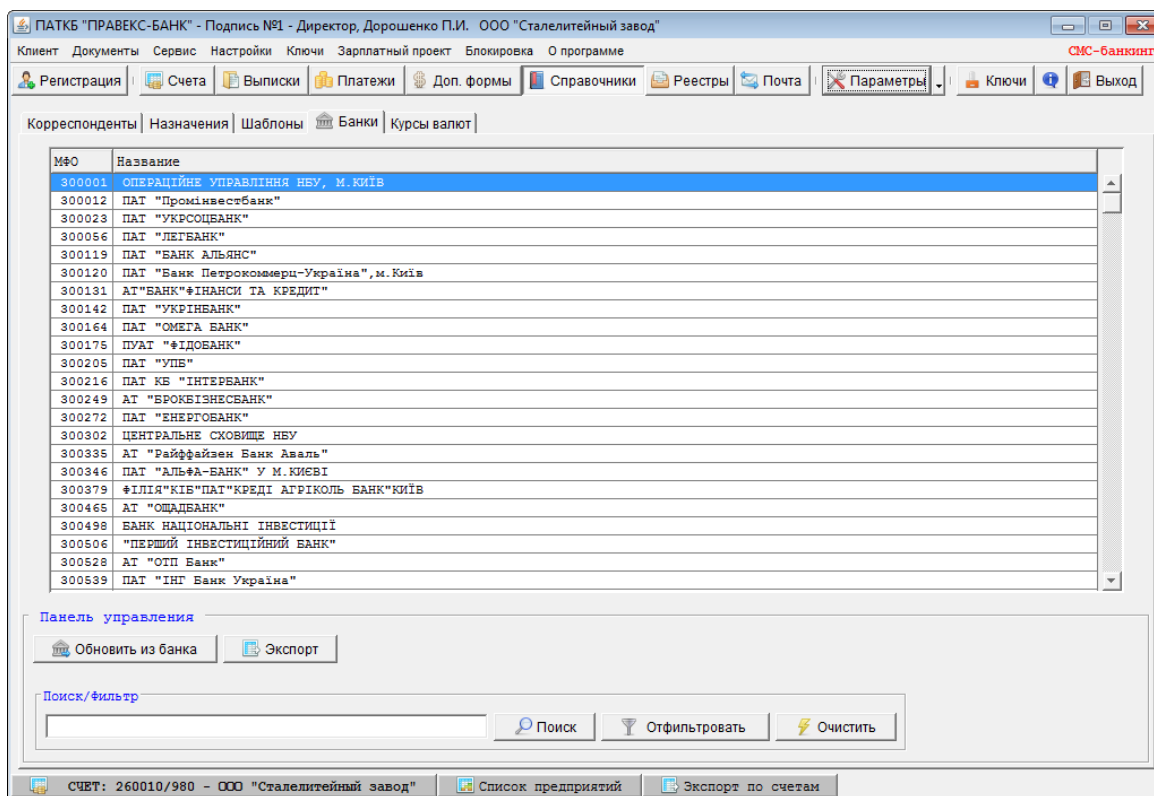 ПАТКБ "ПРАВЕКС-БАНК" - Подпись №1 - Директор, Дорошенко П.И. ООО "Сталелитейный завод"
Клиент Документы Сервис Настройки Ключи Зарплатный проект Блокировка О программе СМС-банкинг
Регистрация Счета Выписки Платежи Доп. формы Справочники Реестры Почта Параметры Ключи Выход
Корреспонденты Назначения Шаблоны Банки Курсы валют
МФО Название
300001 ОПЕРАЦІЙНЕ УПРАВЛІННЯ НБУ, М.КИЇВ
300012 ПАТ "Промінвестбанк"
300023 ПАТ "УКРСОЦБАНК"
300056 ПАТ "ЛЕГБАНК"
300119 ПАТ "БАНК АЛЬЯНС"
300120 ПАТ "Банк Петрокоммерц-Україна",м.Київ
300131 АТ"БАНК"ФІНАНСИ ТА КРЕДИТ"
300142 ПАТ "УКРІНБАНК"
300164 ПАТ "ОМЕГА БАНК"
300175 ПУАТ "ФІДОБАНК"
300205 ПАТ "УПБ"
300216 ПАТ КБ "ІНТЕРБАНК"
300249 АТ "БРОКБІЗНЕСБАНК"
300272 ПАТ "ЕНЕРГОБАНК"
300302 ЦЕНТРАЛЬНЕ СХОВИЩЕ НБУ
300335 АТ "Райффайзен Банк Аваль"
300346 ПАТ "АЛЬФА-БАНК" У М.КИЄВІ
300379 ФІЛІЯ"КІБ"ПАТ"КРЕДІ АГРІКОЛЬ БАНК"КИЇВ
300465 АТ "ОЩАДБАНК"
300498 БАНК НАЦІОНАЛЬНІ ІНВЕСТИЦІЇ
300506 "ПЕРШИЙ ІНВЕСТИЦІЙНИЙ БАНК"
300528 АТ "ОТП Банк"
300539 ПАТ "ІНГ Банк Україна"
Панель управления
Обновить из банка Экспорт
Поиск/Фильтр
Поиск Отфильтровать Очистить
СЧЕТ: 260010/980 - ООО "Сталелитейный завод" Список предприятий Экспорт по счетам